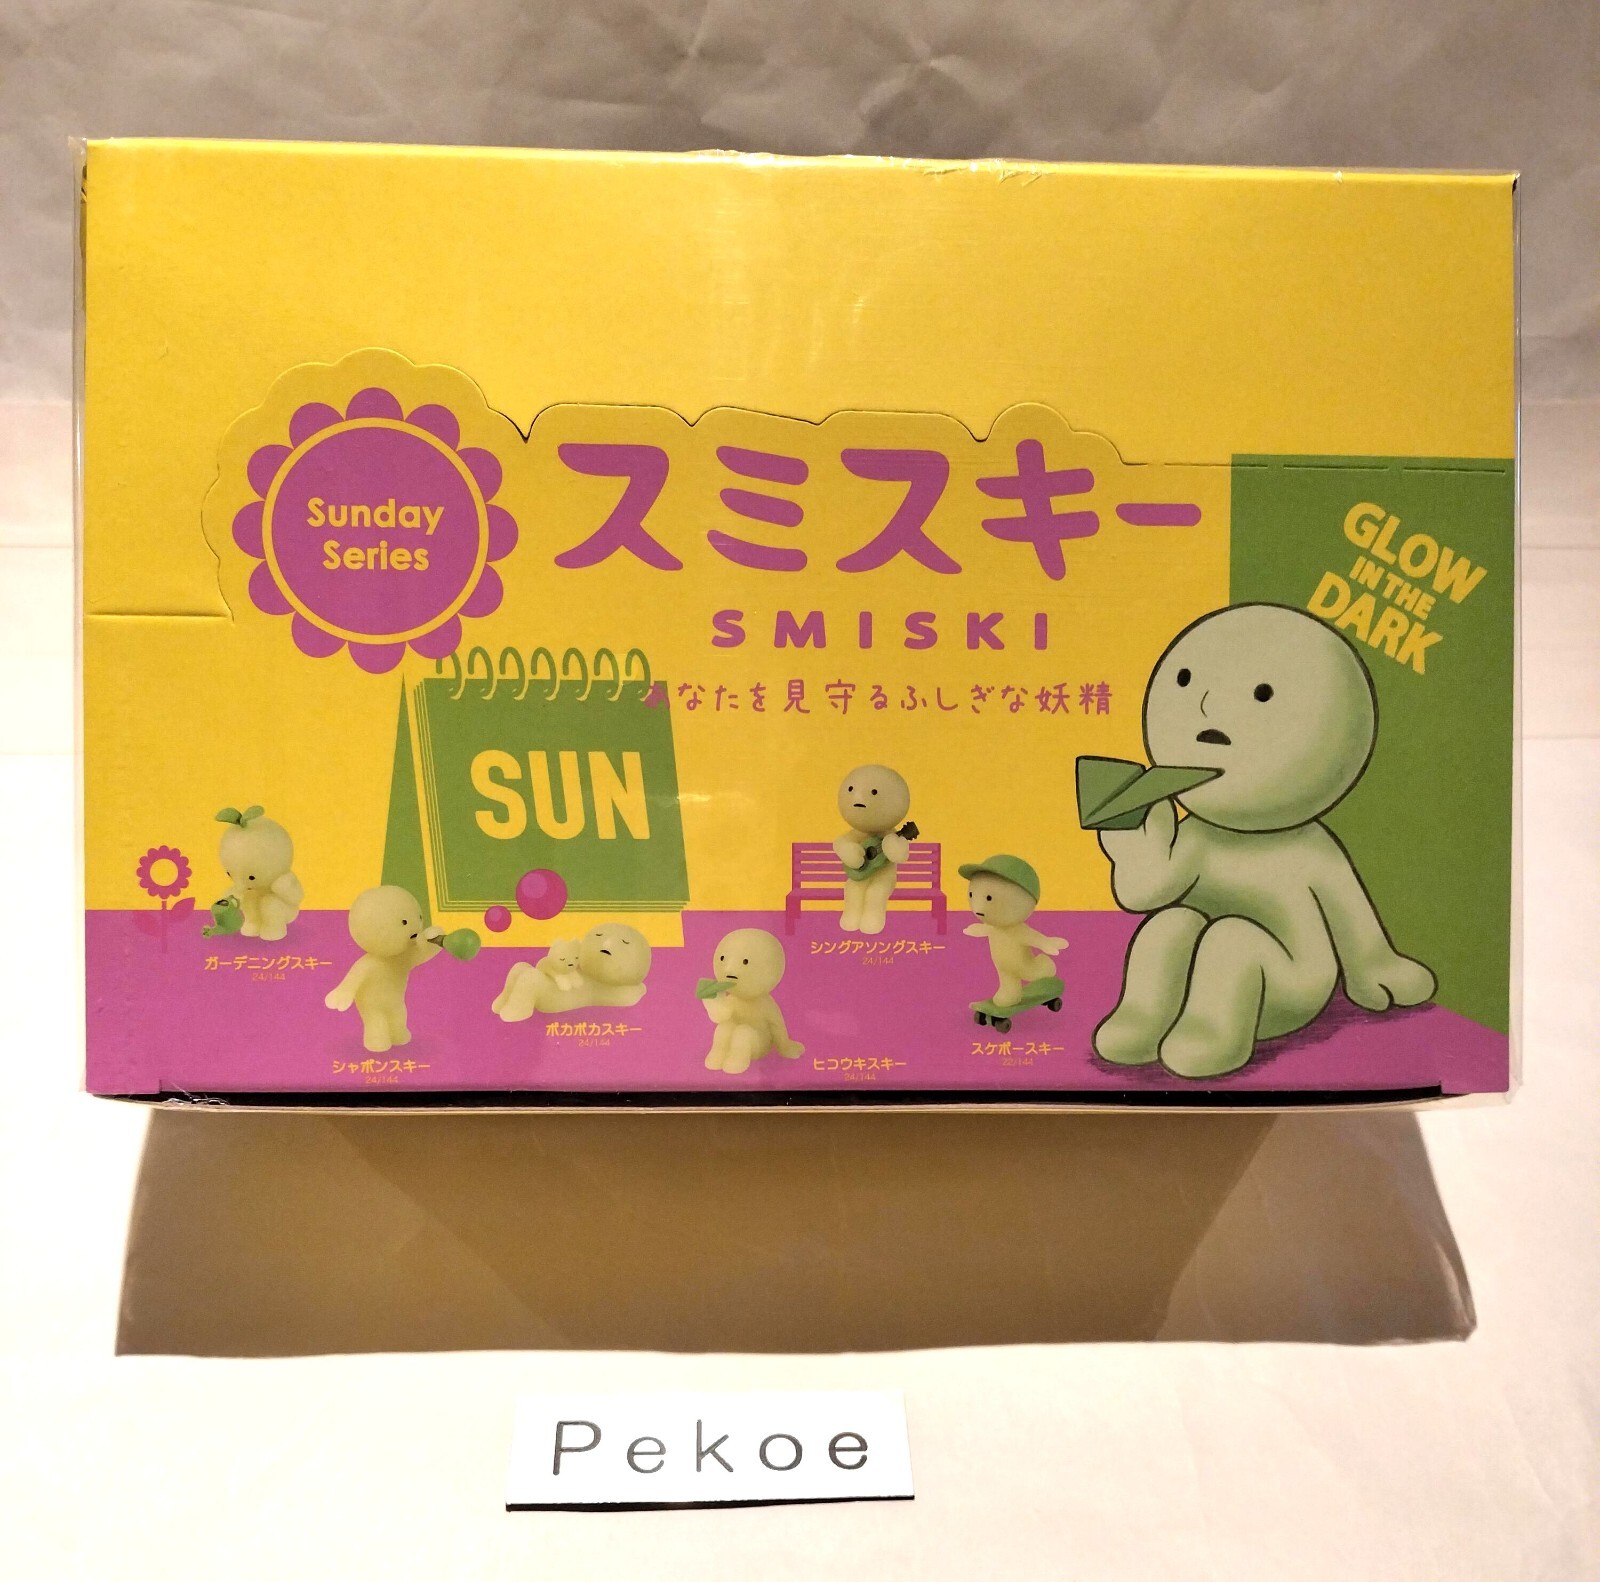 Sunday
Series
スミスキー
SMISKI
あなたを見守るふしぎな妖精
GLOW
IN THE
DARK
SUN
ガーデニングスキー
24/144
シャボンスキー
24/144
ポカポカスキー
24/144
シングアソングスキー
24/144
ヒコウキスキー
24/144
スケボースキー
22/144
Pekoe